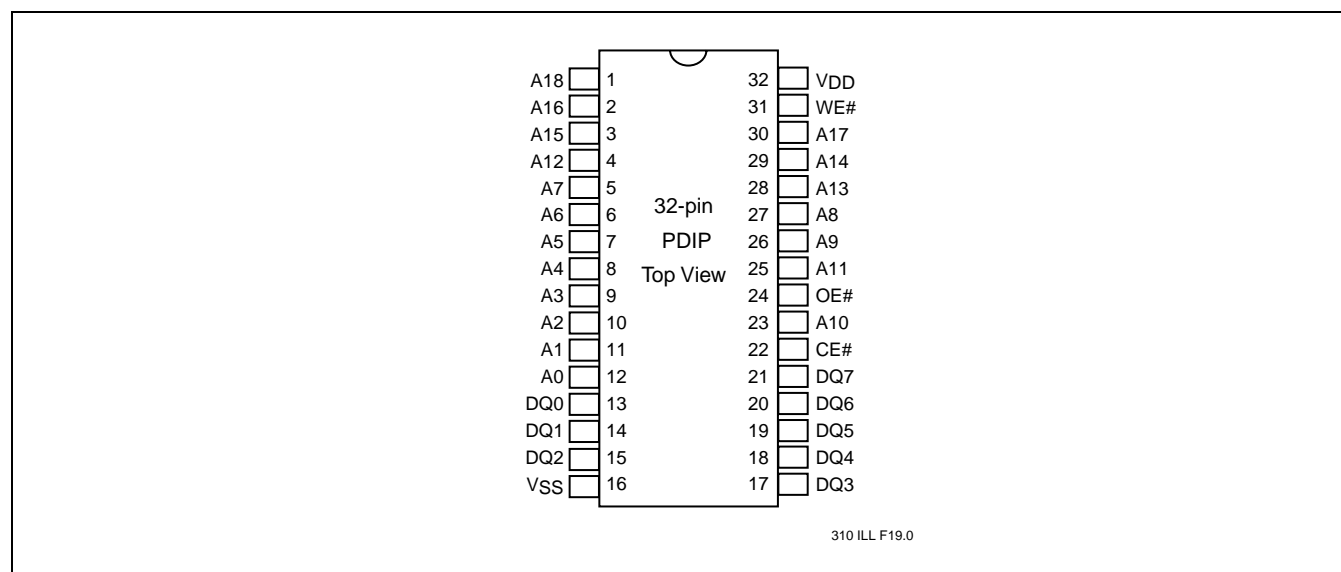 A18 1 32 VDD
A16 2 31 WE#
A15 3 30 A17
A12 4 29 A14
A7 5 28 A13
A6 6 27 A8
32-pin
A5 7 26 A9
PDIP
A4 8 25 A11
Top View
A3 9 24 OE#
A2 10 23 A10
A1 11 22 CE#
A0 12 21 DQ7
DQ0 13 20 DQ6
DQ1 14 19 DQ5
DQ2 15 18 DQ4
VSS 16 17 DQ3
310 ILL F19.0